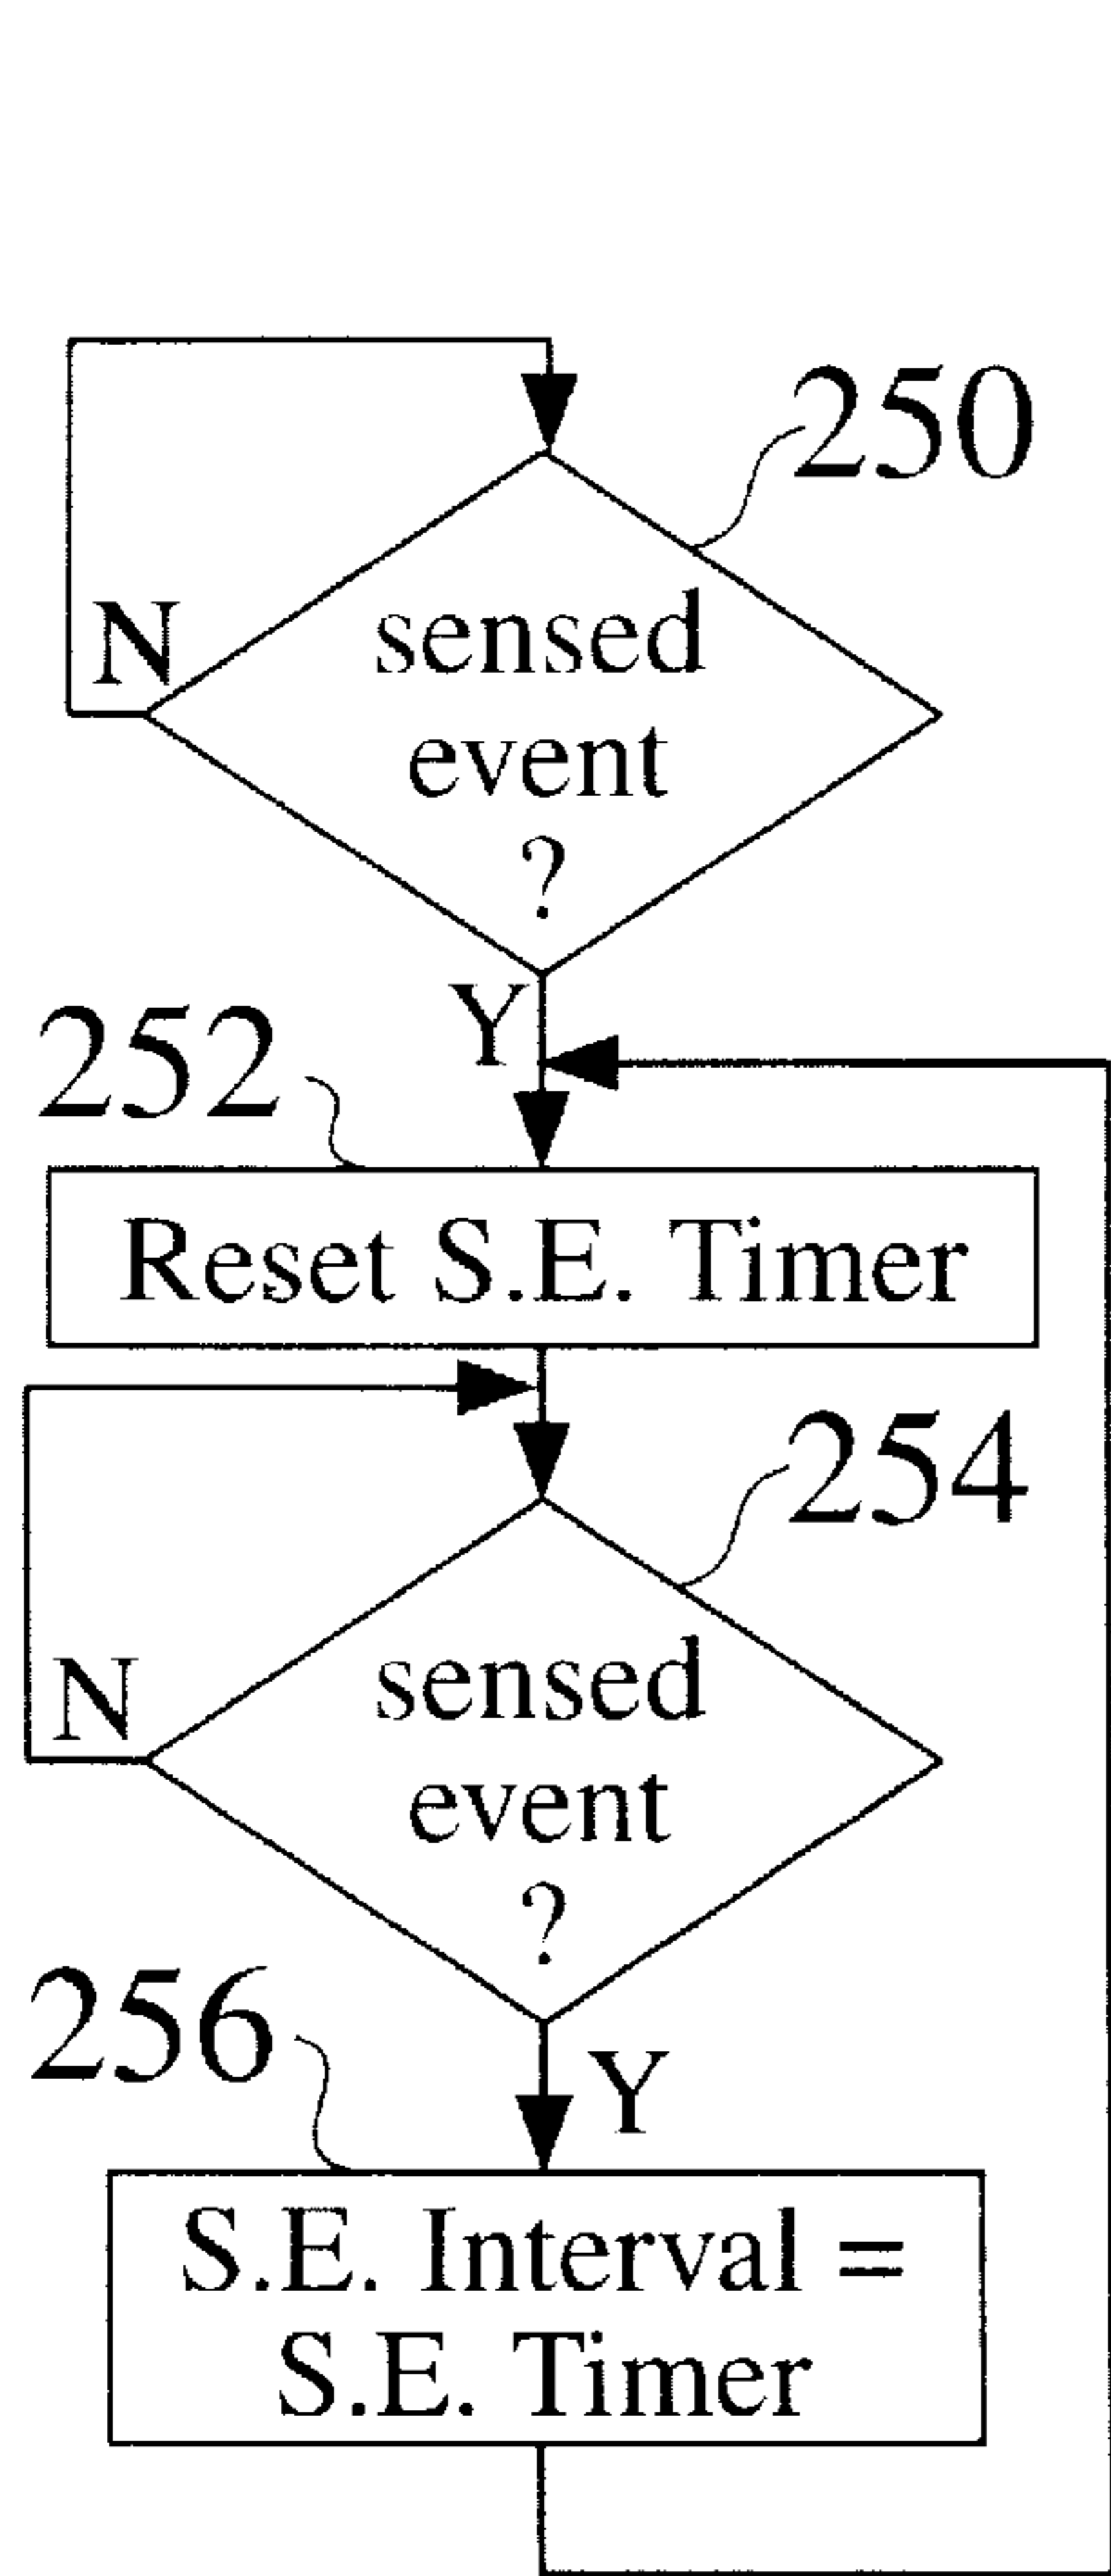 250
N
sensed
event
?
Y
252
Reset S.E. Timer
254
N
sensed
event
?
256
Y
S.E. Interval =
S.E. Timer